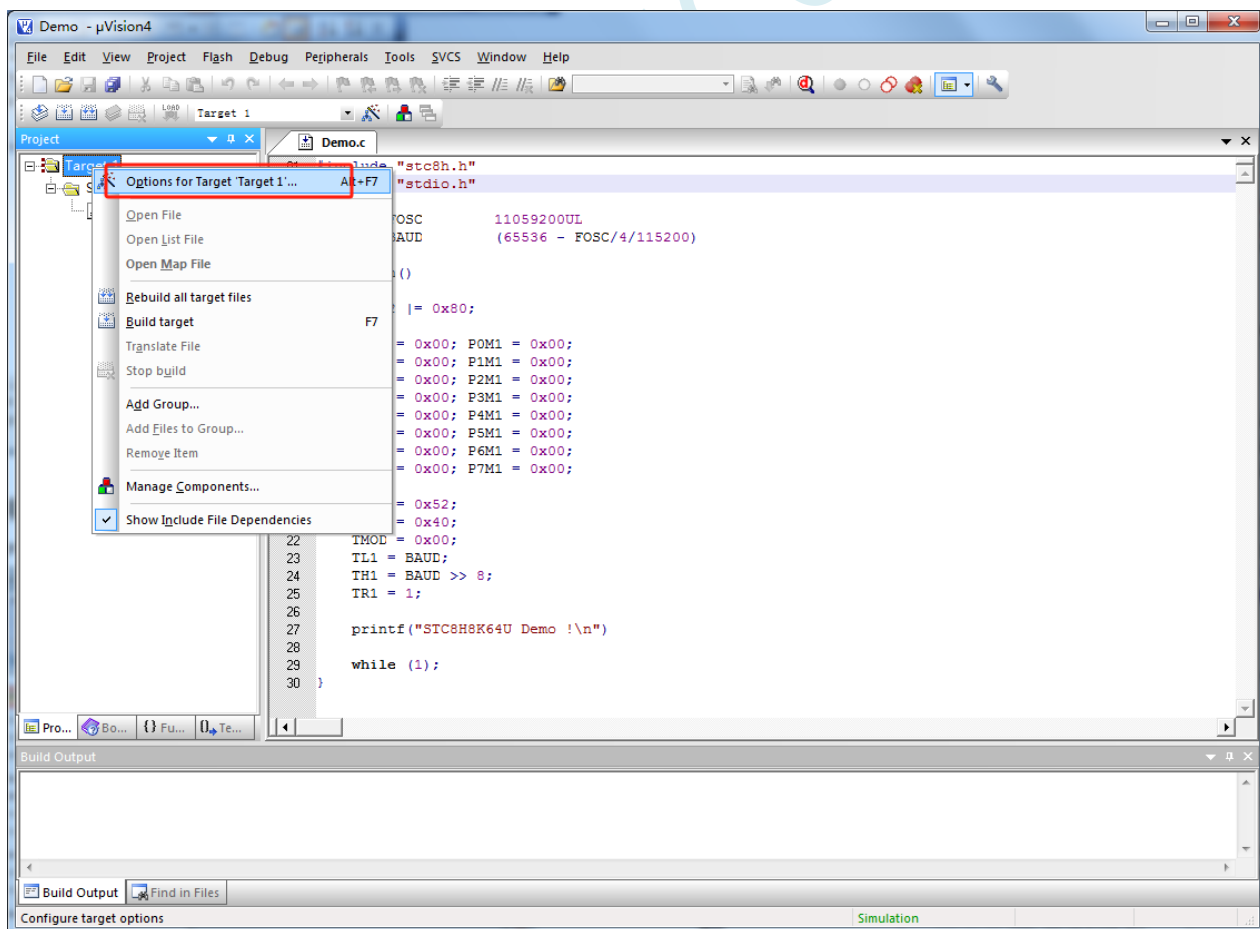 Demo - µVision4
File Edit View Project Flash Debug Peripherals Tools SVCS Window Help
LOAD Target 1
Project
Demo.c
Target 1
"stc8h.h"
Options for Target 'Target 1'... Alt+F7
"stdio.h"
Open File
FOSC 11059200UL
Open List File
BAUD (65536 - FOSC/4/115200)
Open Map File
()
Rebuild all target files
|= 0x80;
Build target F7
Translate File
= 0x00; P0M1 = 0x00;
= 0x00; P1M1 = 0x00;
Stop build
= 0x00; P2M1 = 0x00;
= 0x00; P3M1 = 0x00;
Add Group...
= 0x00; P4M1 = 0x00;
Add Files to Group...
= 0x00; P5M1 = 0x00;
Remove Item
= 0x00; P6M1 = 0x00;
= 0x00; P7M1 = 0x00;
Manage Components...
= 0x52;
Show Include File Dependencies
= 0x40;
22 TMOD = 0x00;
23 TL1 = BAUD;
24 TH1 = BAUD >> 8;
25 TR1 = 1;
26
27 printf("STC8H8K64U Demo !\n")
28
29 while (1);
30 }
Pro... Bo... {} Fu... Te...
Build Output
Build Output Find in Files
Configure target options Simulation